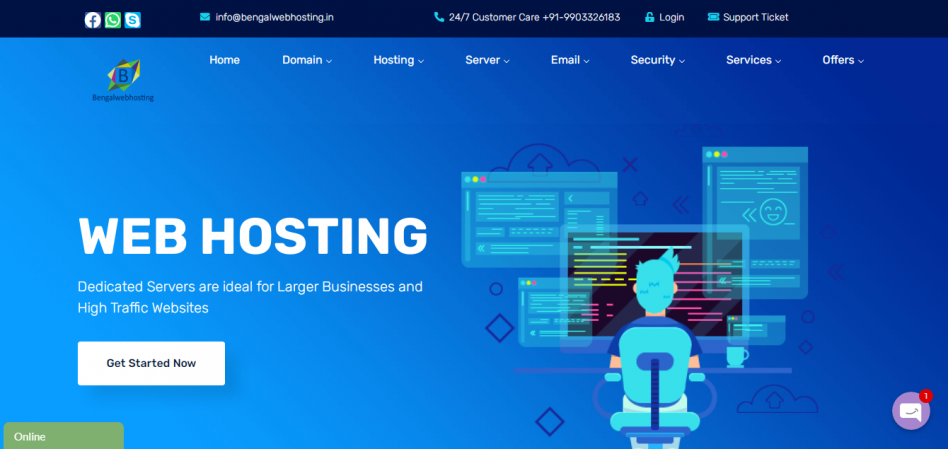 info@bengalwebhosting.in
24/7 Customer Care +91-9903326183
Login
Support Ticket
B
Bengalwebhosting
Home
Domain
Hosting
Server
Email
Security
Services
Offers
WEB HOSTING
Dedicated Servers are ideal for Larger Businesses and
High Traffic Websites
Get Started Now
1
Online